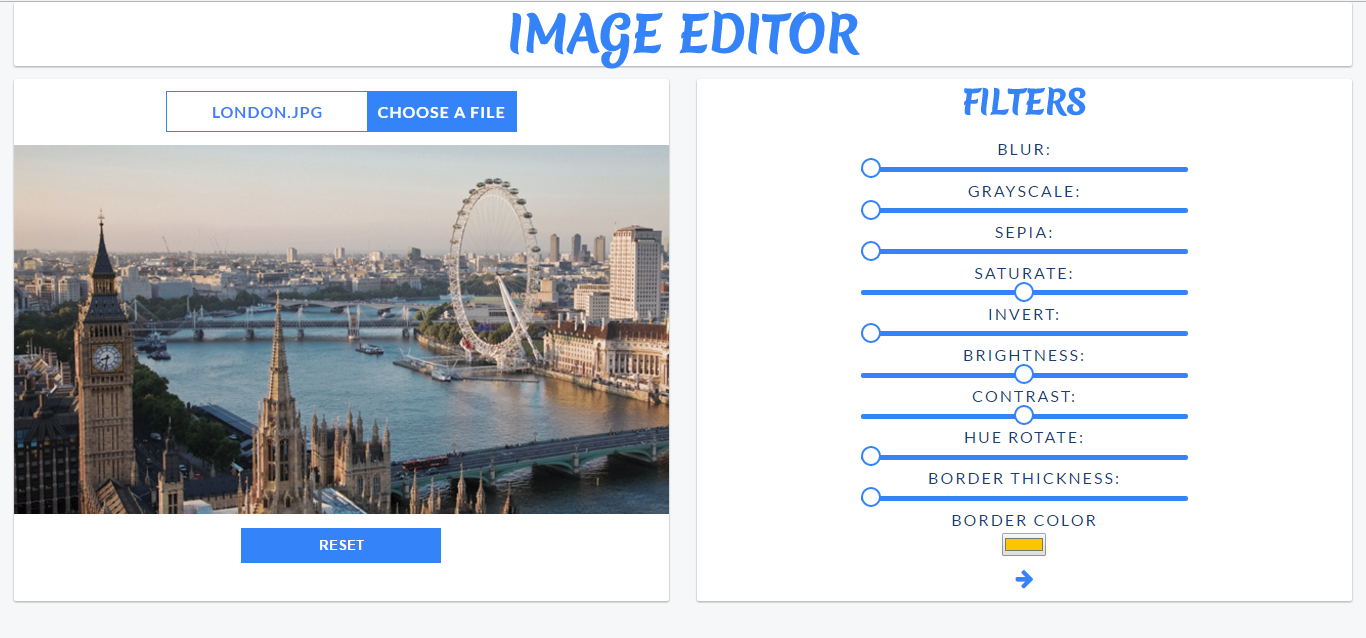 IMAGE EDITOR
LONDON.JPG CHOOSE A FILE
RESET
FILTERS
BLUR:
GRAYSCALE:
SEPIA:
SATURATE:
INVERT:
BRIGHTNESS:
CONTRAST:
HUE ROTATE:
BORDER THICKNESS:
BORDER COLOR